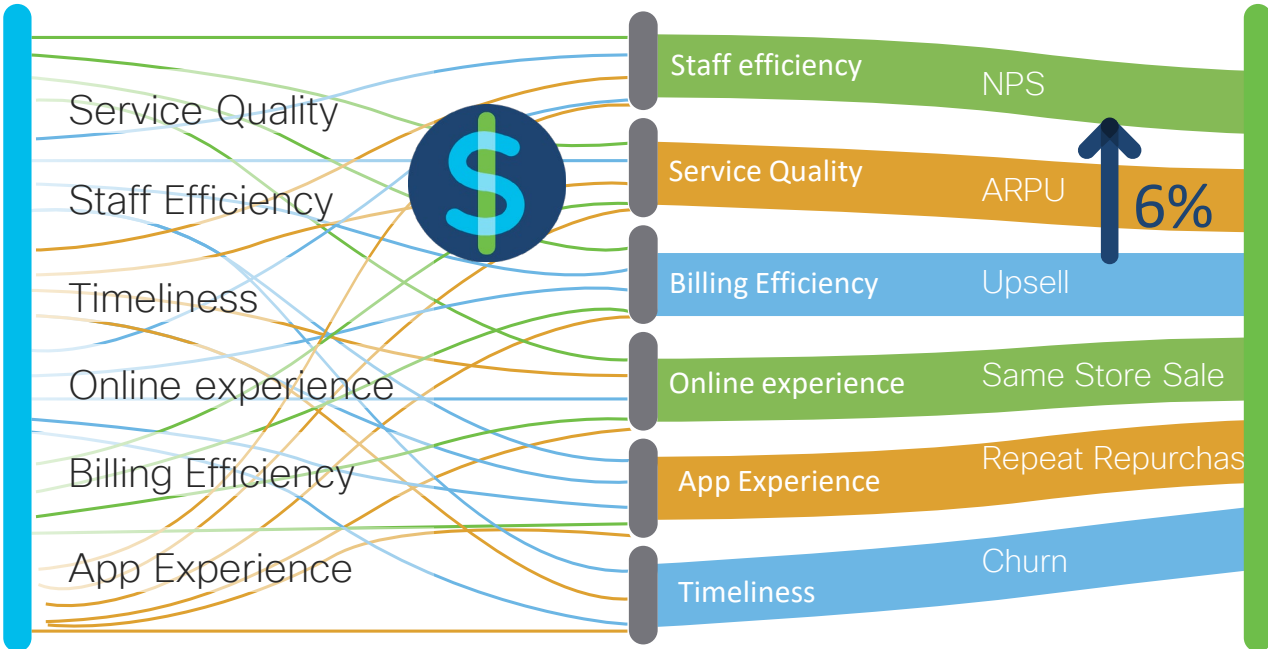 Service Quality
Staff Efficiency
Timeliness
Online experience
Billing Efficiency
App Experience
$
Staff efficiency
NPS
Service Quality
ARPU
6%
Billing Efficiency
Upsell
Online experience
Same Store Sale
App Experience
Repeat Repurchas
Timeliness
Churn